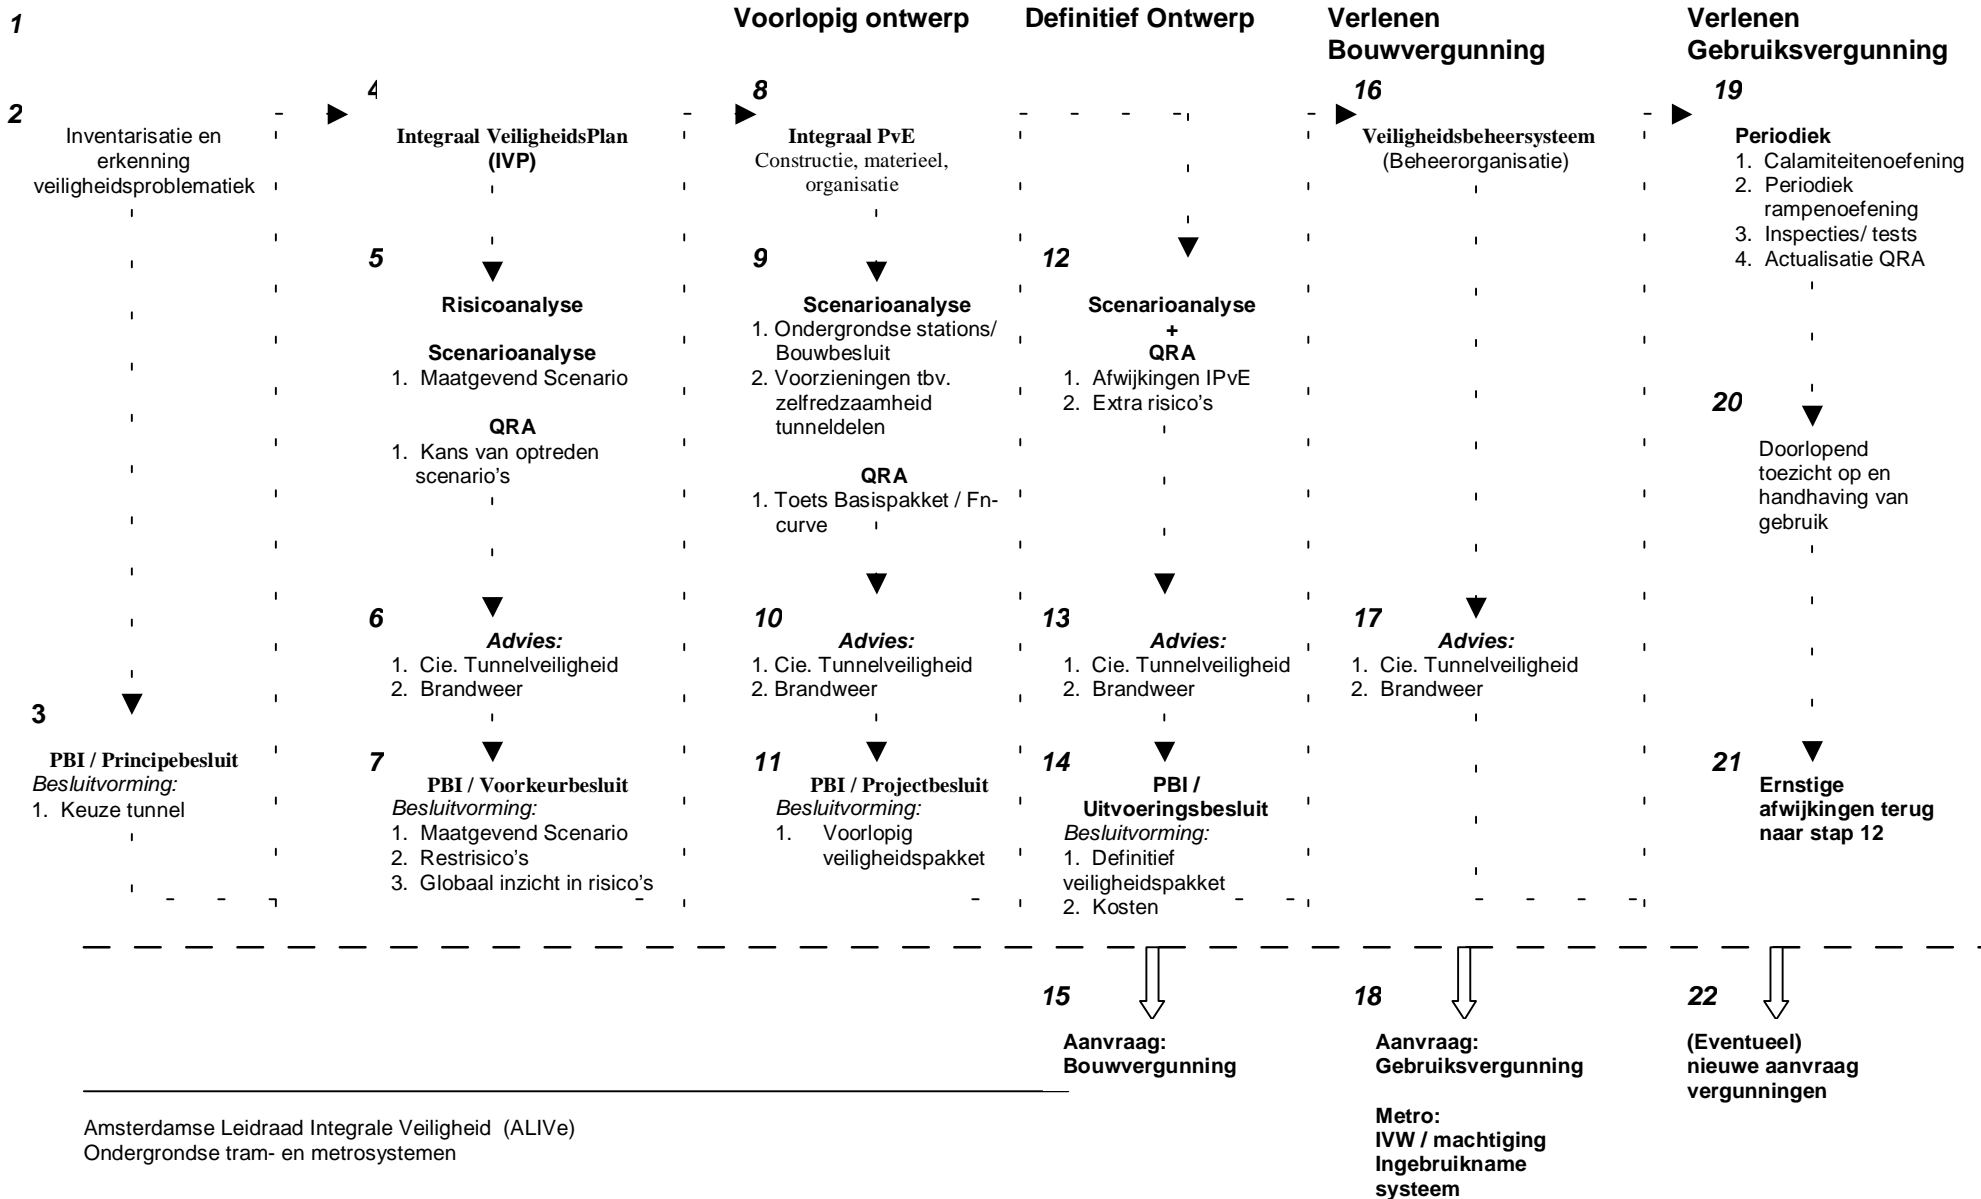 1
Voorlopig ontwerp
Definitief Ontwerp
Verlenen
Bouwvergunning
Verlenen
Gebruiksvergunning
2
Inventarisatie en
erkenning
veiligheidsproblematiek
3
PBI / Principebesluit
Besluitvorming:
1. Keuze tunnel
4
Integraal VeiligheidsPlan
(IVP)
5
Risicoanalyse
Scenarioanalyse
1. Maatgevend Scenario
QRA
1. Kans van optreden
scenario's
6
Advies:
1. Cie. Tunnelveiligheid
2. Brandweer
7
PBI / Voorkeurbesluit
Besluitvorming:
1. Maatgevend Scenario
2. Restrisico's
3. Globaal inzicht in risico's
8
Integraal PvE
Constructie, materieel,
organisatie
9
Scenarioanalyse
1. Ondergrondse stations/
Bouwbesluit
2. Voorzieningen tbv.
zelfredzaamheid
tunneldelen
QRA
1. Toets Basispakket / Fn-
curve
10
Advies:
1. Cie. Tunnelveiligheid
2. Brandweer
11
PBI / Projectbesluit
Besluitvorming:
1. Voorlopig
veiligheidspakket
12
Scenarioanalyse
+
QRA
1. Afwijkingen IPvE
2. Extra risico's
13
Advies:
1. Cie. Tunnelveiligheid
2. Brandweer
14
PBI /
Uitvoeringsbesluit
Besluitvorming:
1. Definitief
veiligheidspakket
2. Kosten
15
Aanvraag:
Bouwvergunning
16
Veiligheidsbeheersysteem
(Beheerorganisatie)
17
Advies:
1. Cie. Tunnelveiligheid
2. Brandweer
18
Aanvraag:
Gebruiksvergunning
Metro:
IVW / machtiging
Ingebruikname
systeem
19
Periodiek
1. Calamiteitenoefening
2. Periodiek
rampenoefening
3. Inspecties/ tests
4. Actualisatie QRA
20
Doorlopend
toezicht op en
handhaving van
gebruik
21
Ernstige
afwijkingen terug
naar stap 12
22
(Eventueel)
nieuwe aanvraag
vergunningen
Amsterdamse Leidraad Integrale Veiligheid (ALIVe)
Ondergrondse tram- en metrosystemen